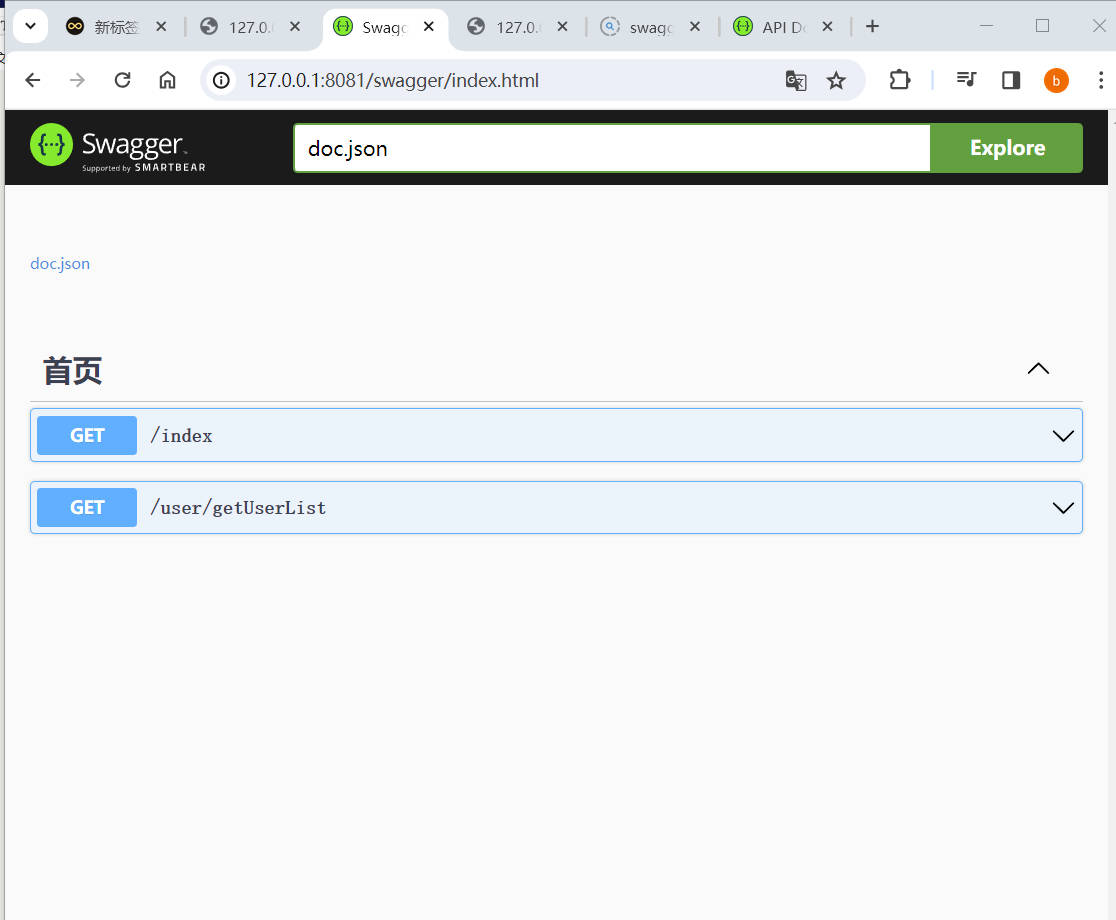 新标签 127.0. Swagg 127.0. swagg API Do
127.0.0.1:8081/swagger/index.html
b
Swagger
Supported by SMARTBEAR
doc.json
Explore
doc.json
首页
GET /index
GET /user/getUserList